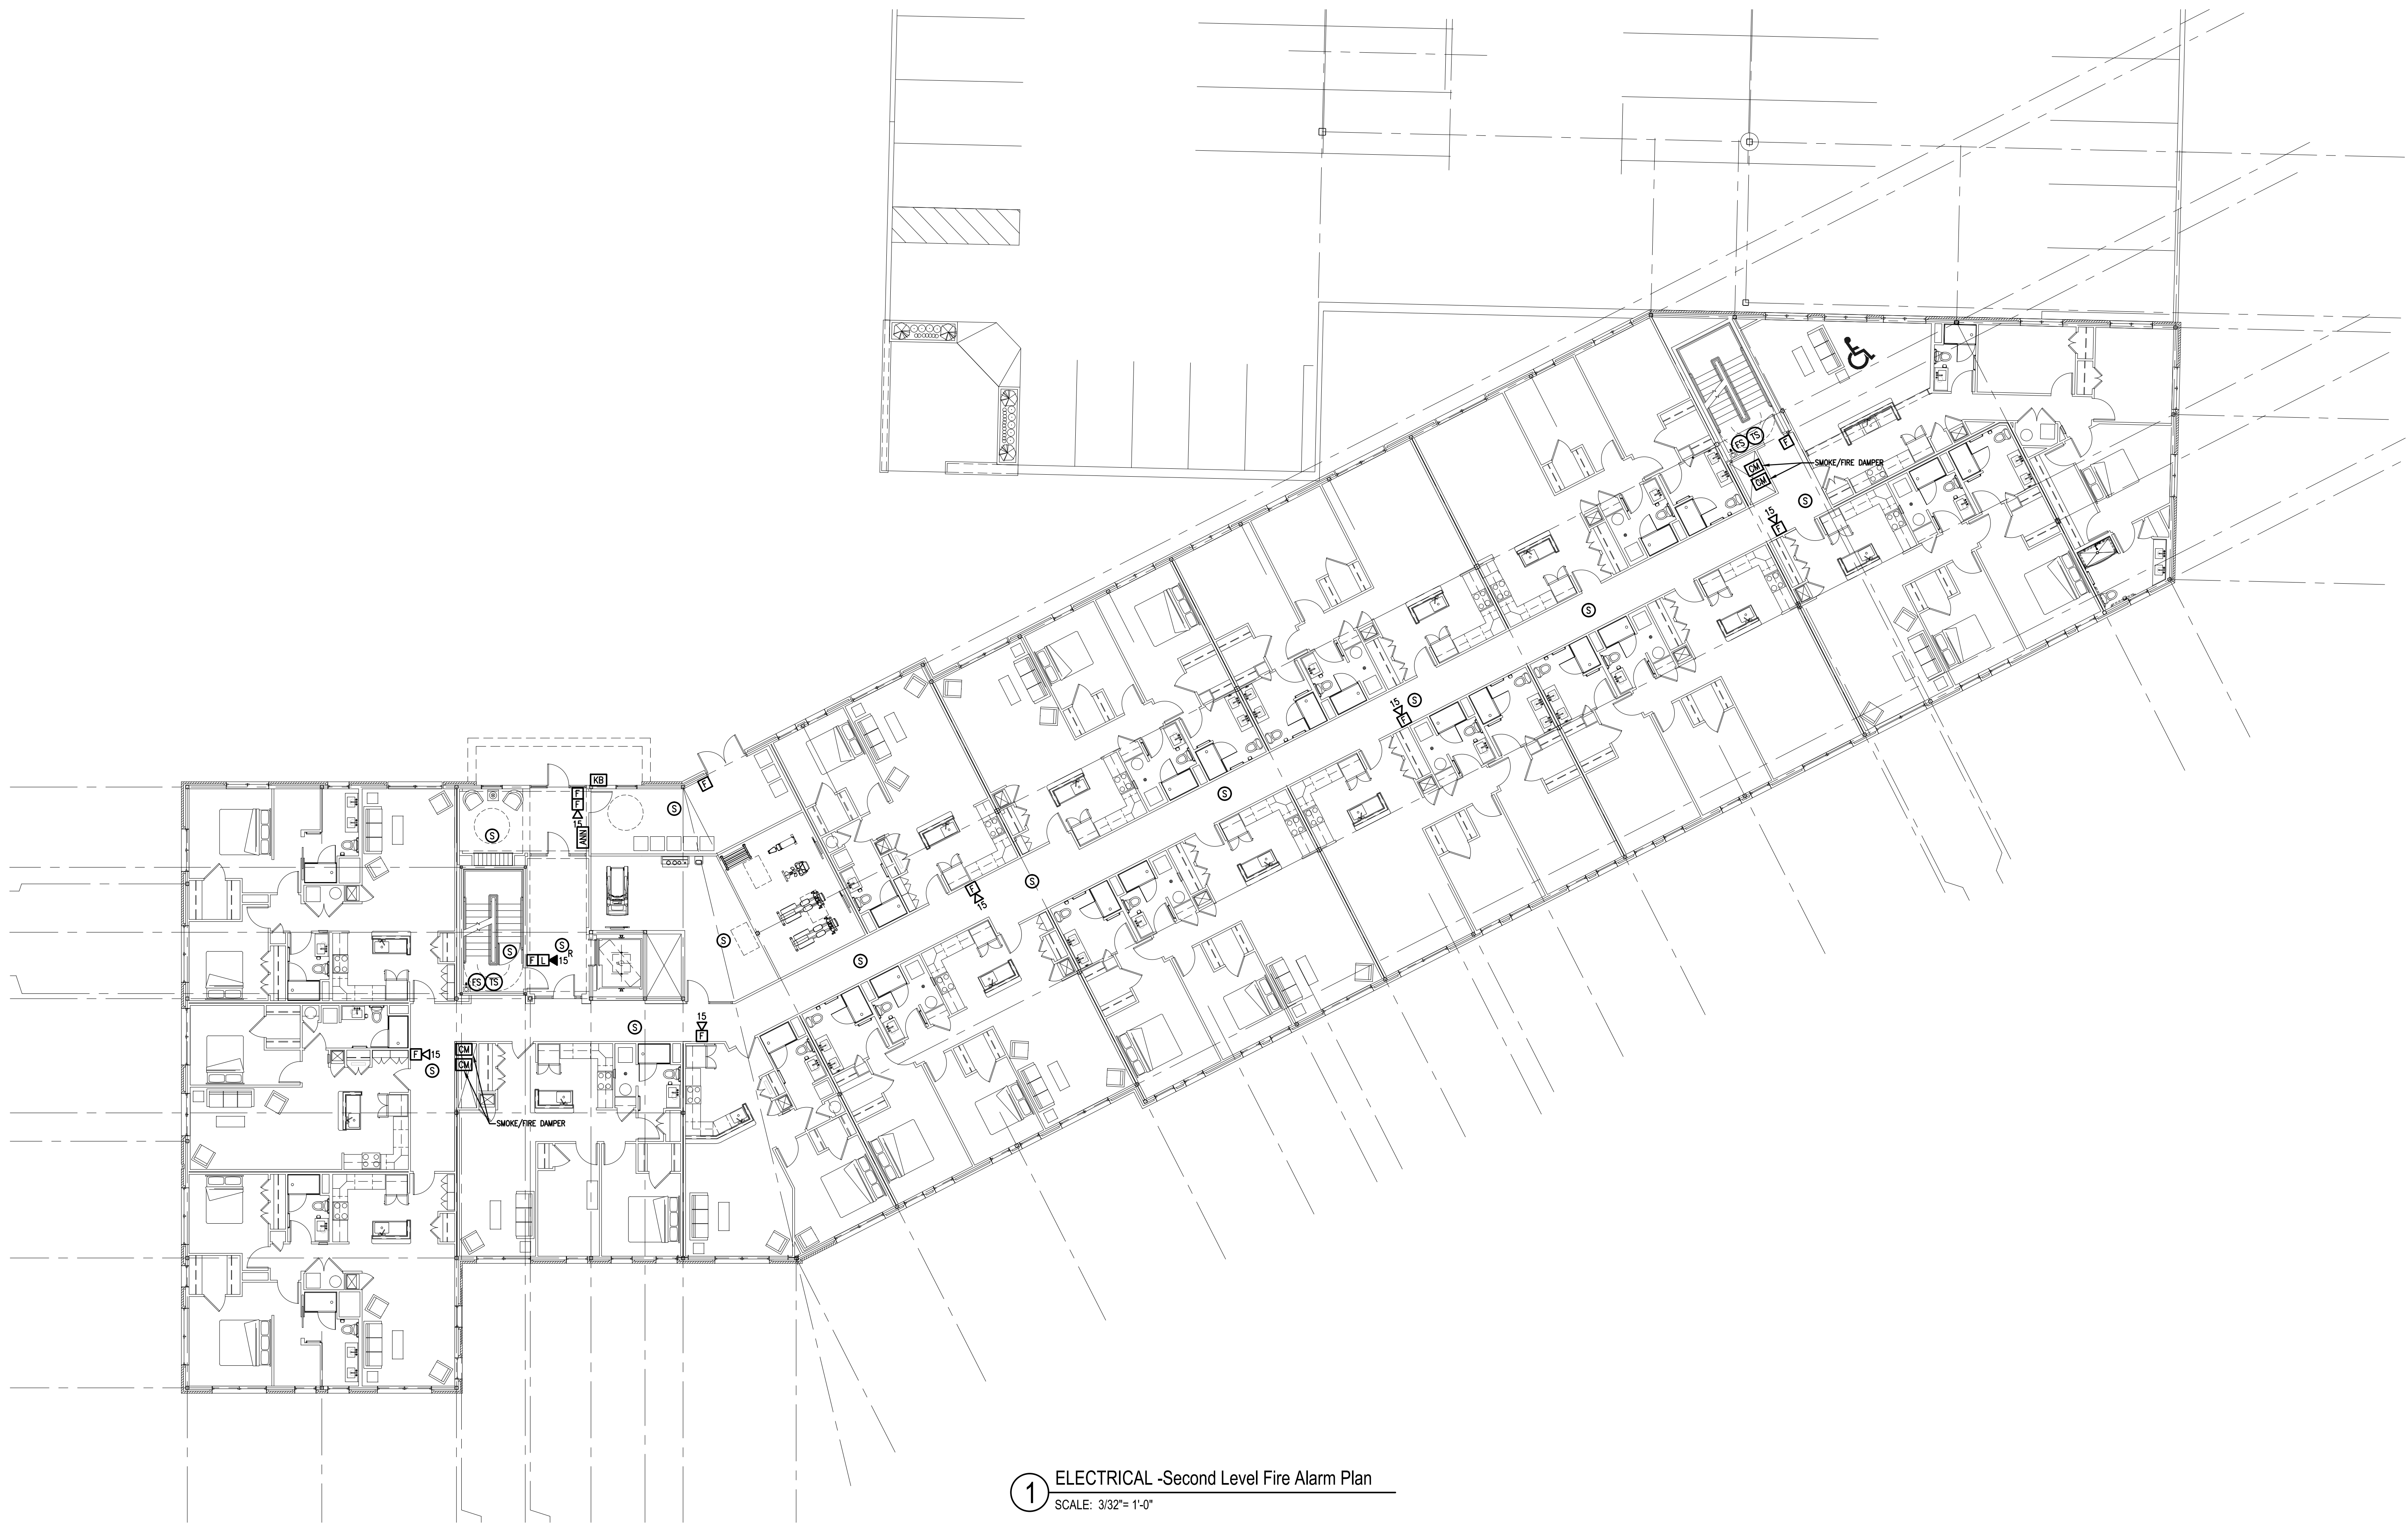 FS
TS
F
CM
CM
SMOKE/FIRE DAMPER
S
15
F
S
15
F
S
S
KB
F
F
F
15
ANN
S
S
S
F
15
S
S
S
S
R
F L
15
FS
TS
S
S
15
F
F
15
S
CM
CM
SMOKE/FIRE DAMPER
1
ELECTRICAL -Second Level Fire Alarm Plan
SCALE: 3/32"= 1'-0"